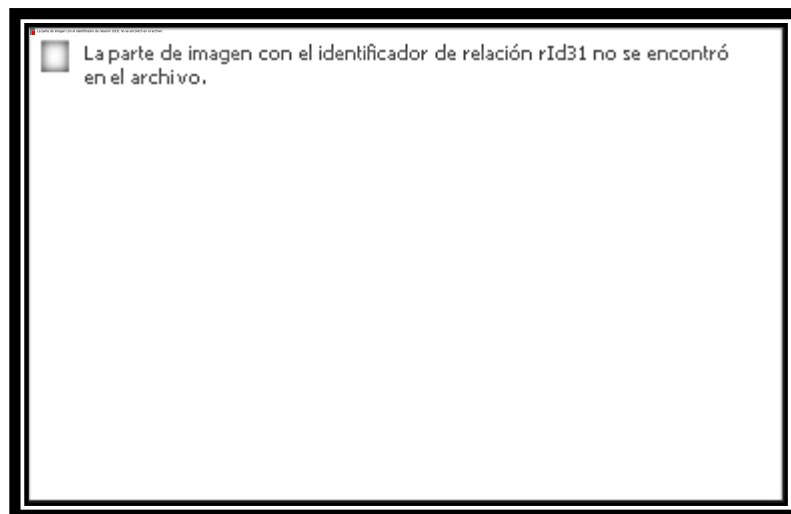 La parte de imagen con el identificador de relación rId31 no se encontró
en el archivo.